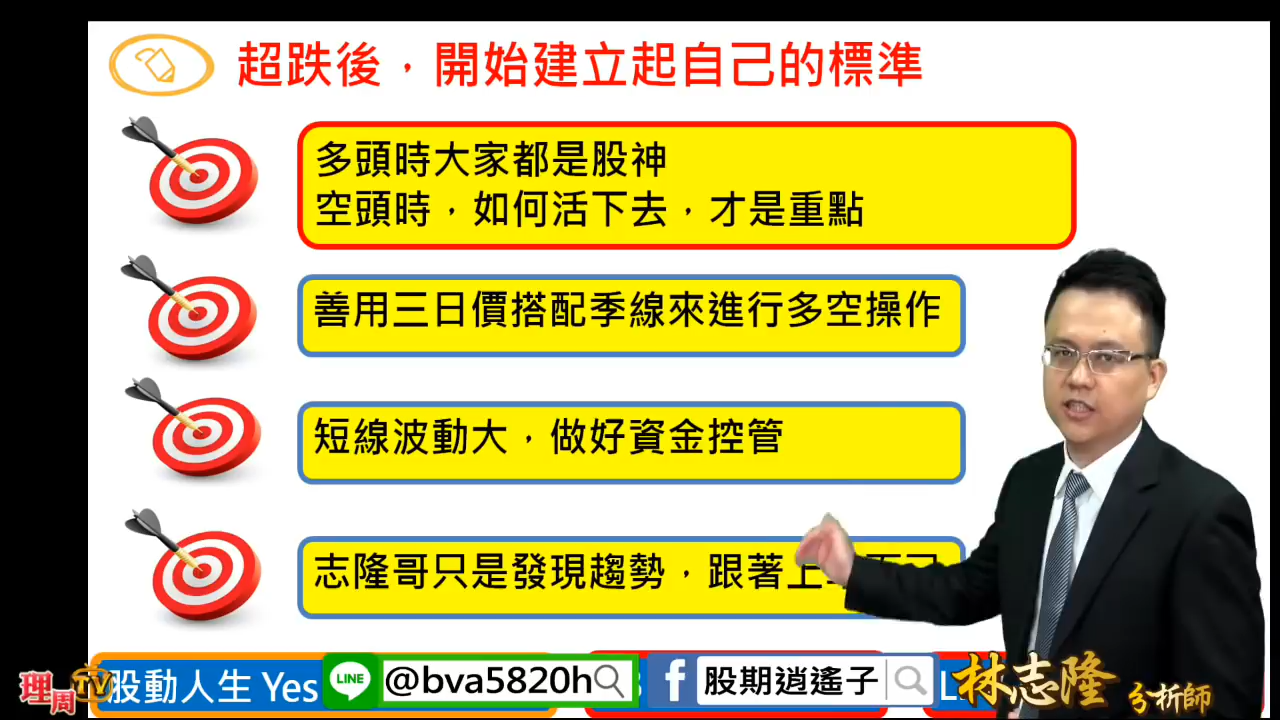 超跌後，開始建立起自己的標準
多頭時大家都是股神
空頭時，如何活下去，才是重點
善用三日價搭配季線來進行多空操作
短線波動大，做好資金控管
志隆哥只是發現趨勢，跟著上
理周TV
股動人生 Yes
LINE
@bva5820h
f
股期逍遙子
林志隆 分析師